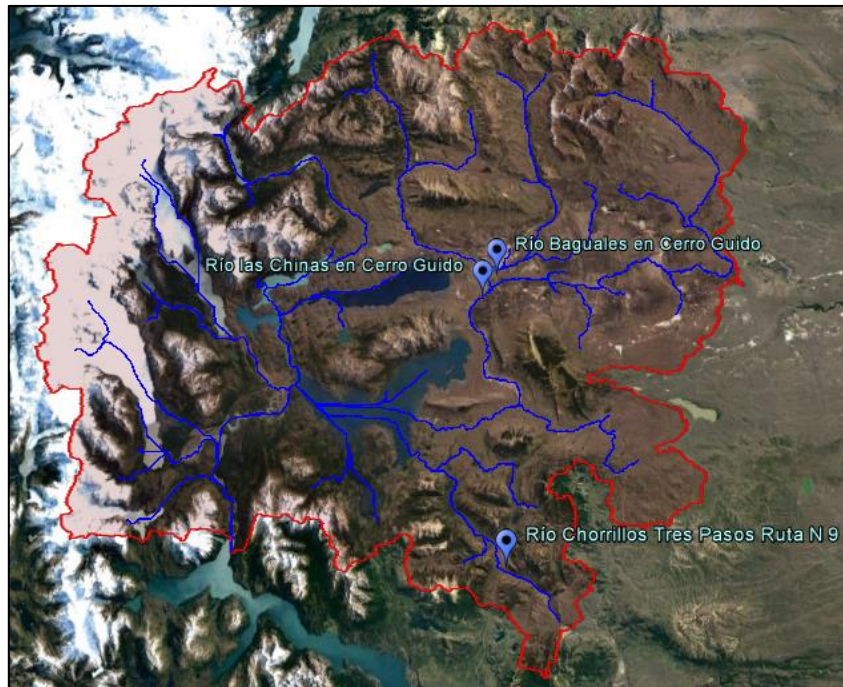 Río Baguales en Cerro Guido
Río las Chinas en Cerro Guido
Río Chorrillos Tres Pasos Ruta N 9